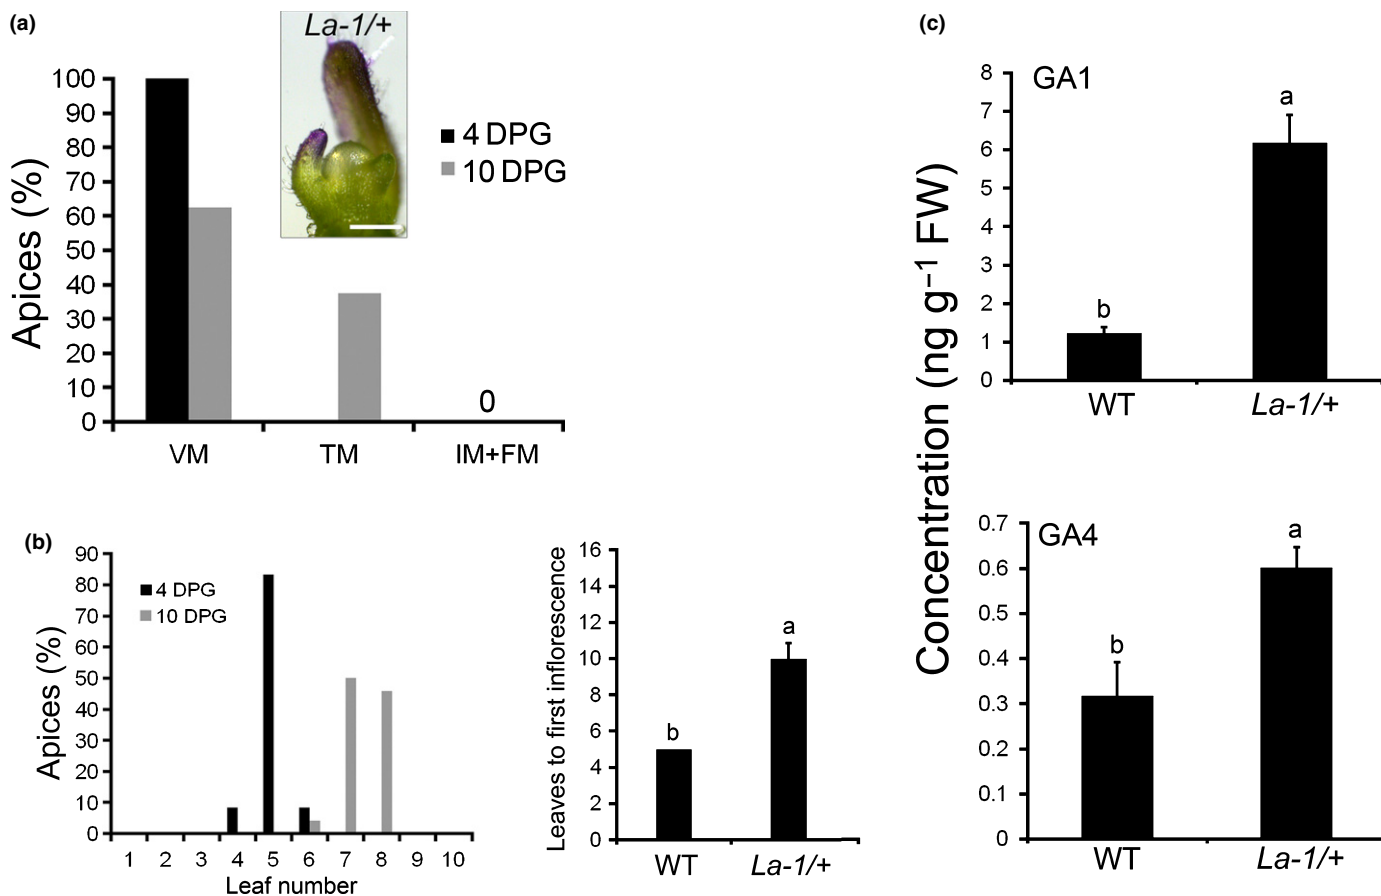 (a)
La-1/+
100
90
80
70
60
50
40
30
20
10
0
Apices (%)
4 DPG
10 DPG
0
VM TM IM+FM
(b)
90
80
70
60
50
40
30
20
10
0
Apices (%)
4 DPG
10 DPG
1 2 3 4 5 6 7 8 9 10
Leaf number
16
14
12
10
8
6
4
2
0
Leaves to first inflorescence
b
a
WT La-1/+
(c)
Concentration (ng g⁻¹ FW)
8
7
6
5
4
3
2
1
0
GA1
b
a
WT La-1/+
0.7
0.6
0.5
0.4
0.3
0.2
0.1
0
GA4
b
a
WT La-1/+